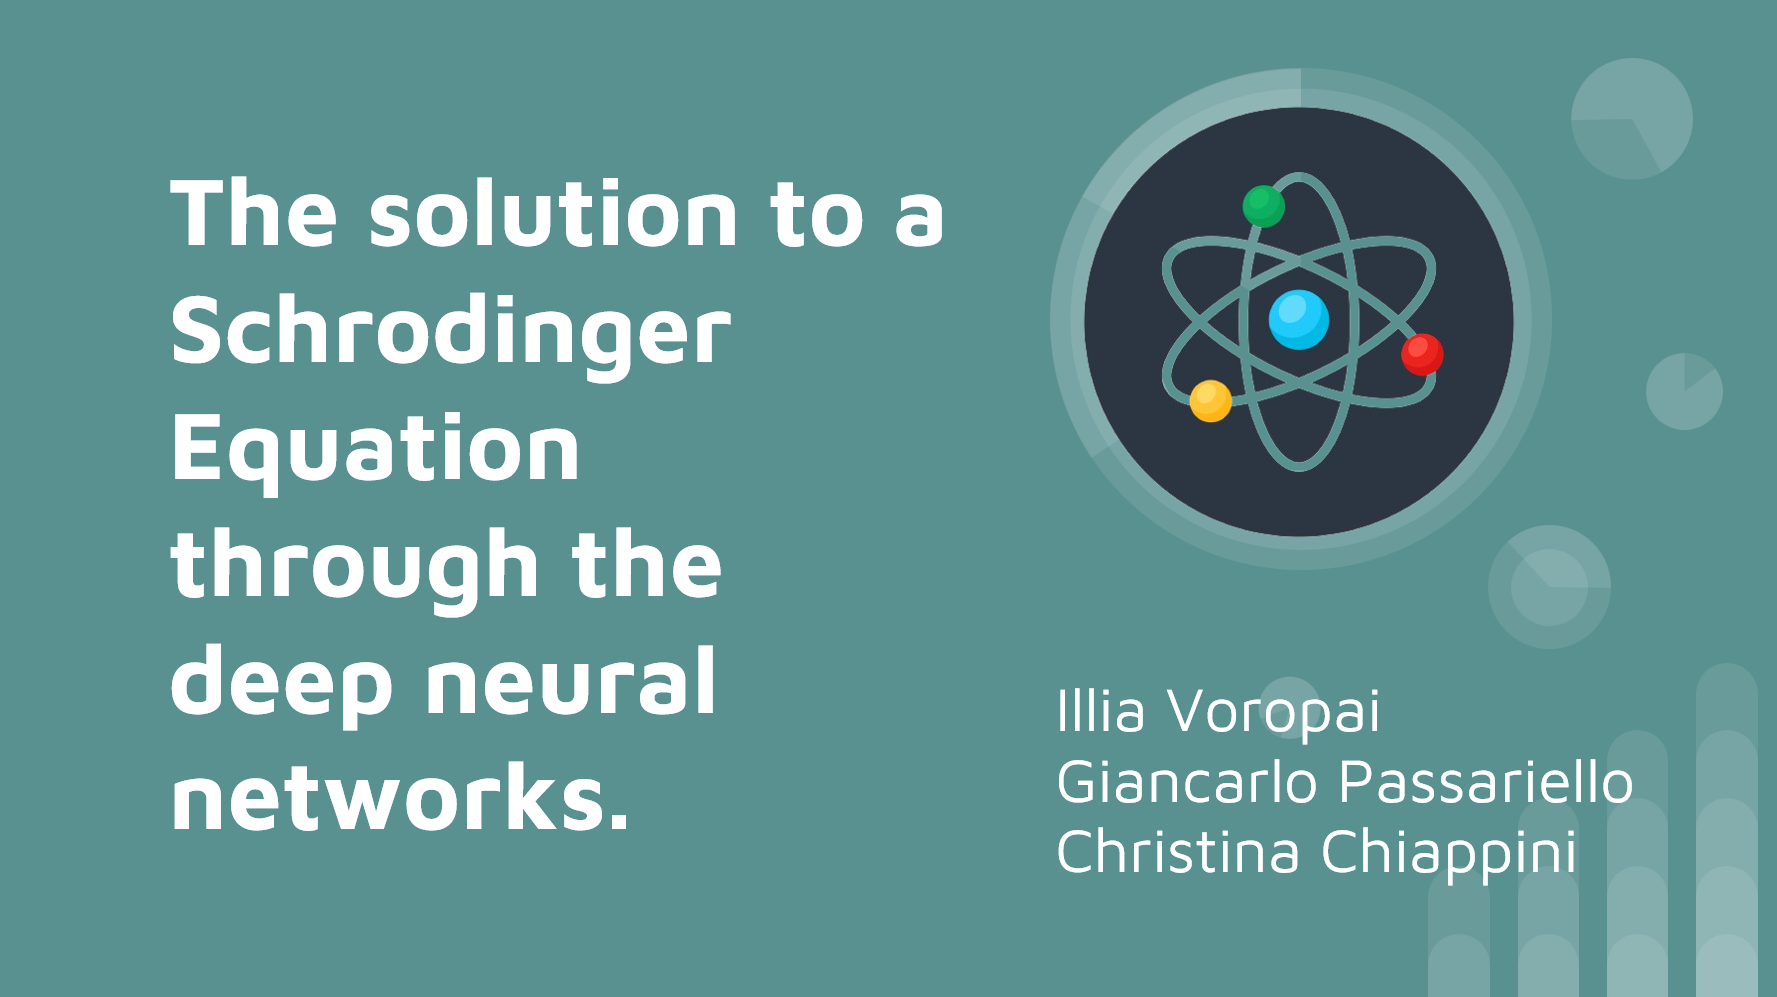 The solution to a
Schrodinger
Equation
through the
deep neural
networks.
Illia Voropai
Giancarlo Passariello
Christina Chiappini